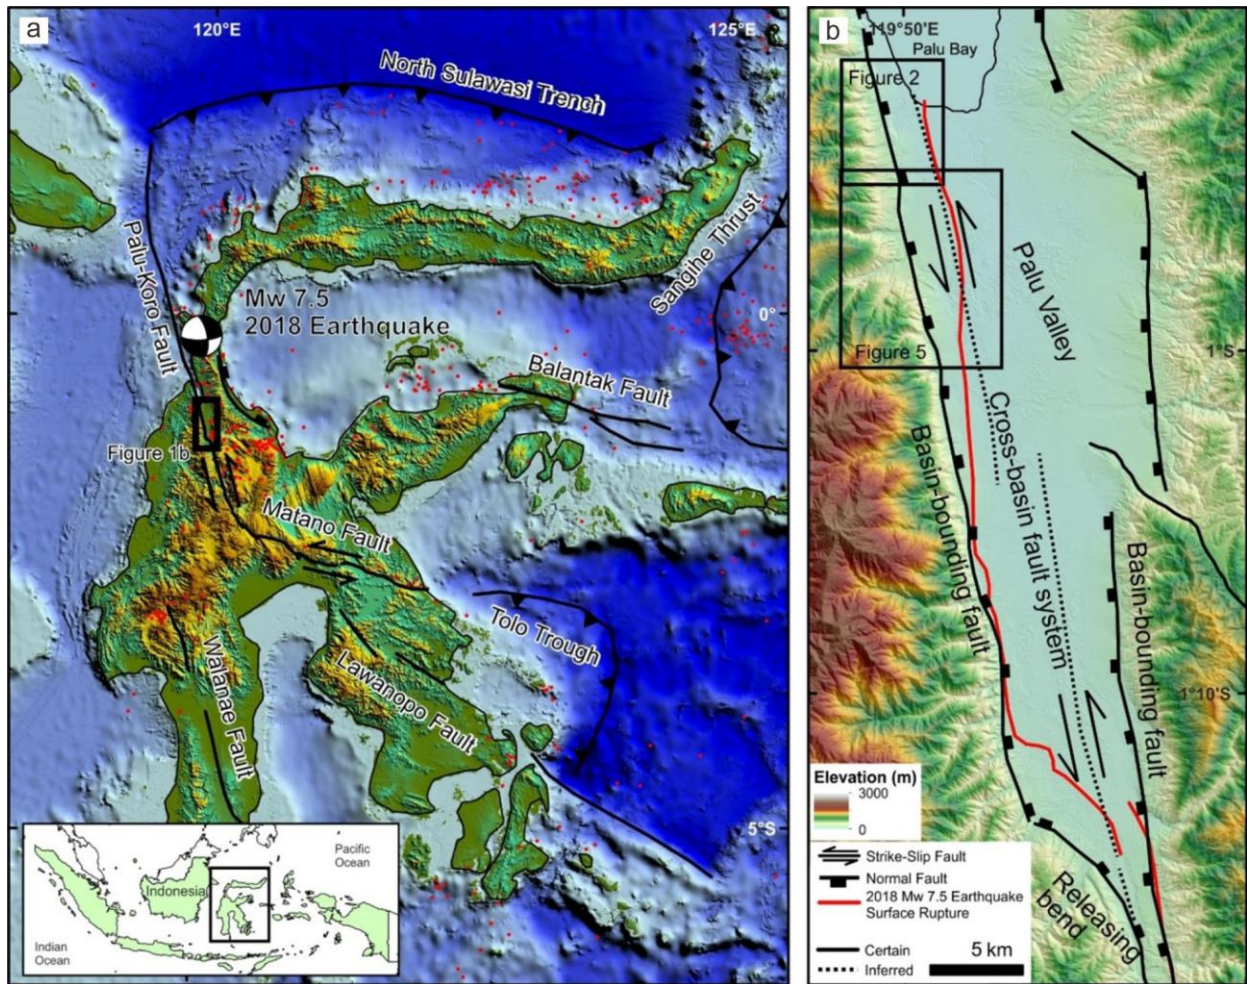 a
120°E
125°E
North Sulawasi Trench
Palu-Koro Fault
Sangihe Thrust
Mw 7.5
2018 Earthquake
0°
Balantak Fault
Figure 1b
Matano Fault
Tolo Trough
Walanae Fault
Lawanopo Fault
5°S
Pacific
Ocean
Indonesia
Indian
Ocean
b
119°50'E
Palu Bay
Figure 2
Palu Valley
1°S
Figure 5
Cross-basin fault system
Basin-bounding fault
1°10'S
Basin-bounding fault
Elevation (m)
3000
0
Strike-Slip Fault
Normal Fault
2018 Mw 7.5 Earthquake
Surface Rupture
Certain
Inferred
5 km
Releasing
bend